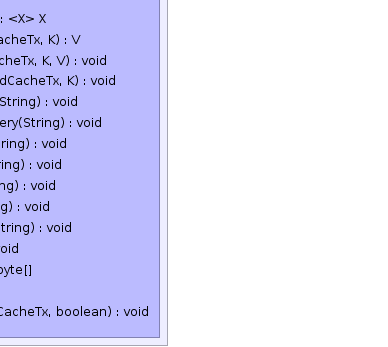 : <X> X
acheTx, K) : V
cheTx, K, V) : void
dCacheTx, K) : void
String) : void
ery(String) : void
ring) : void
ring) : void
ng) : void
g) : void
tring) : void
void
byte[]
CacheTx, boolean) : void